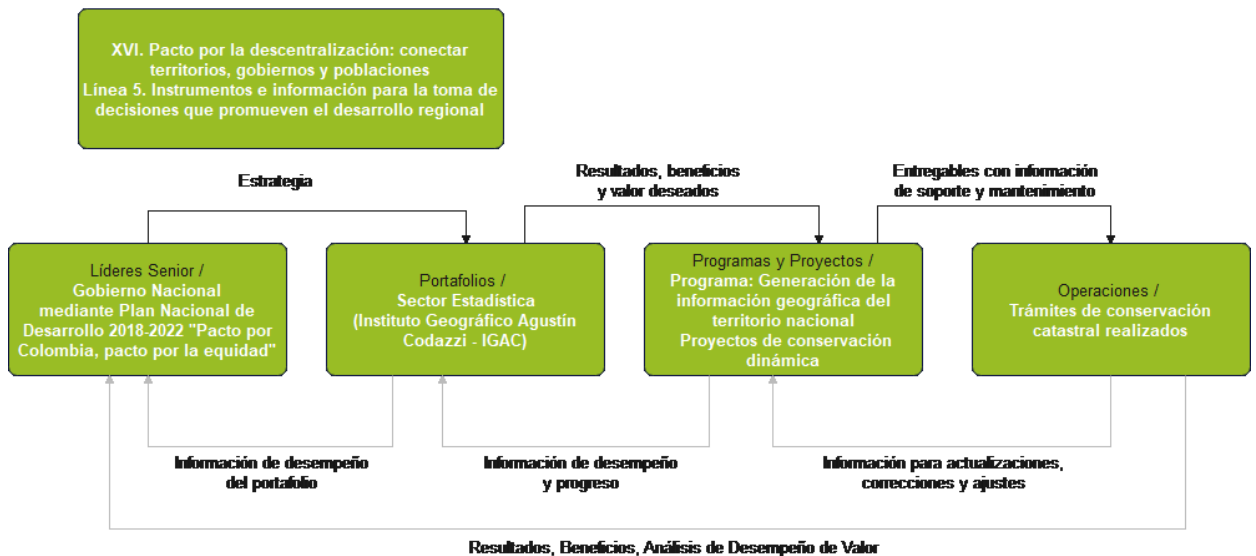 XVI. Pacto por la descentralización: conectar
territorios, gobiernos y poblaciones
Línea 5. Instrumentos e información para la toma de
decisiones que promueven el desarrollo regional
Estrategia
Resultados, beneficios
y valor deseados
Entregables con información
de soporte y mantenimiento
Líderes Senior /
Gobierno Nacional
mediante Plan Nacional de
Desarrollo 2018-2022 "Pacto por
Colombia, pacto por la equidad"
Portafolios /
Sector Estadística
(Instituto Geográfico Agustín
Codazzi - IGAC)
Programas y Proyectos /
Programa: Generación de la
información geográfica del
territorio nacional
Proyectos de conservación
dinámica
Operaciones /
Trámites de conservación
catastral realizados
Información de desempeño
del portafolio
Información de desempeño
y progreso
Información para actualizaciones,
correcciones y ajustes
Resultados, Beneficios, Análisis de Desempeño de Valor